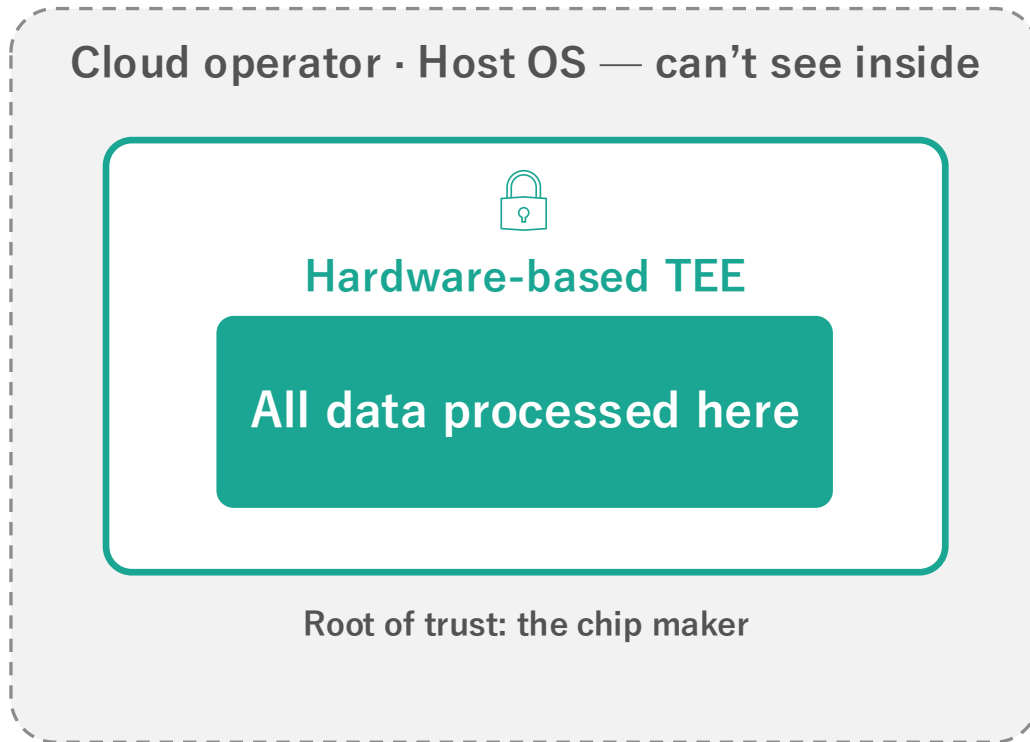 Cloud operator · Host OS — can’t see inside
Hardware-based TEE
All data processed here
Root of trust: the chip maker